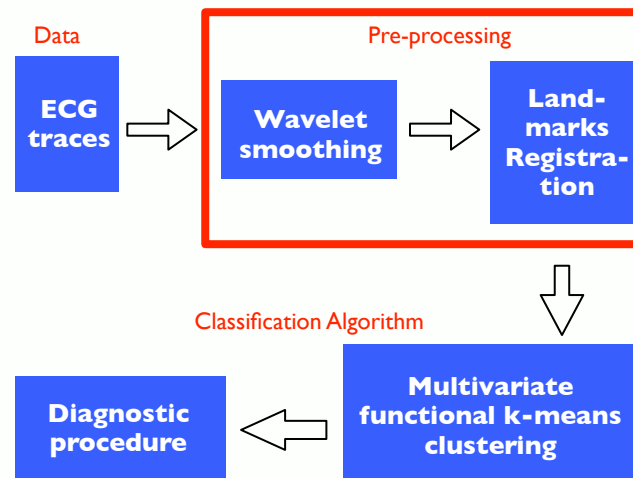 Data
Pre-processing
ECG
traces
Wavelet
smoothing
Land-
marks
Registra-
tion
Classification Algorithm
Multivariate
functional k-means
clustering
Diagnostic
procedure